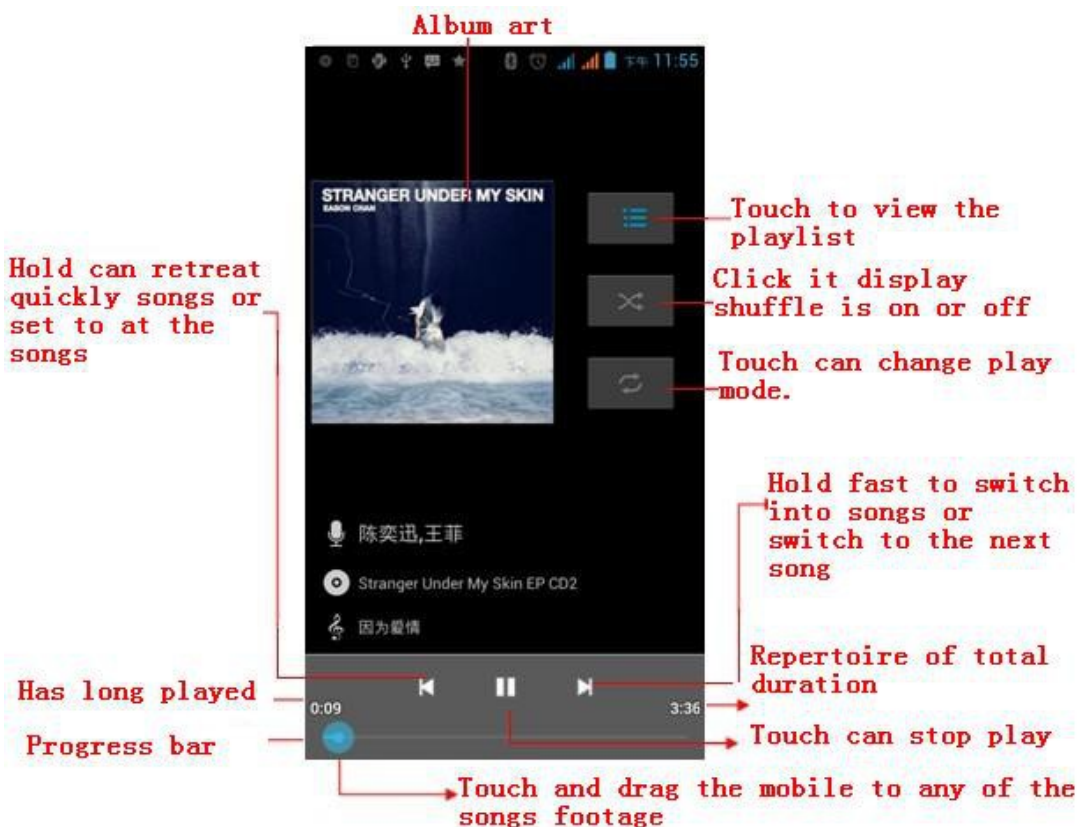 Album art
下午 11:55
STRANGER UNDER MY SKIN
EASON CHAN
Touch to view the
playlist
Hold can retreat
quickly songs or
set to at the
songs
Click it display
shuffle is on or off
Touch can change play
mode.
Hold fast to switch
into songs or
switch to the next
song
陈奕迅,王菲
Stranger Under My Skin EP CD2
因为爱情
Repertoire of total
duration
Has long played
0:09
3:36
Touch can stop play
Progress bar
Touch and drag the mobile to any of the
songs footage